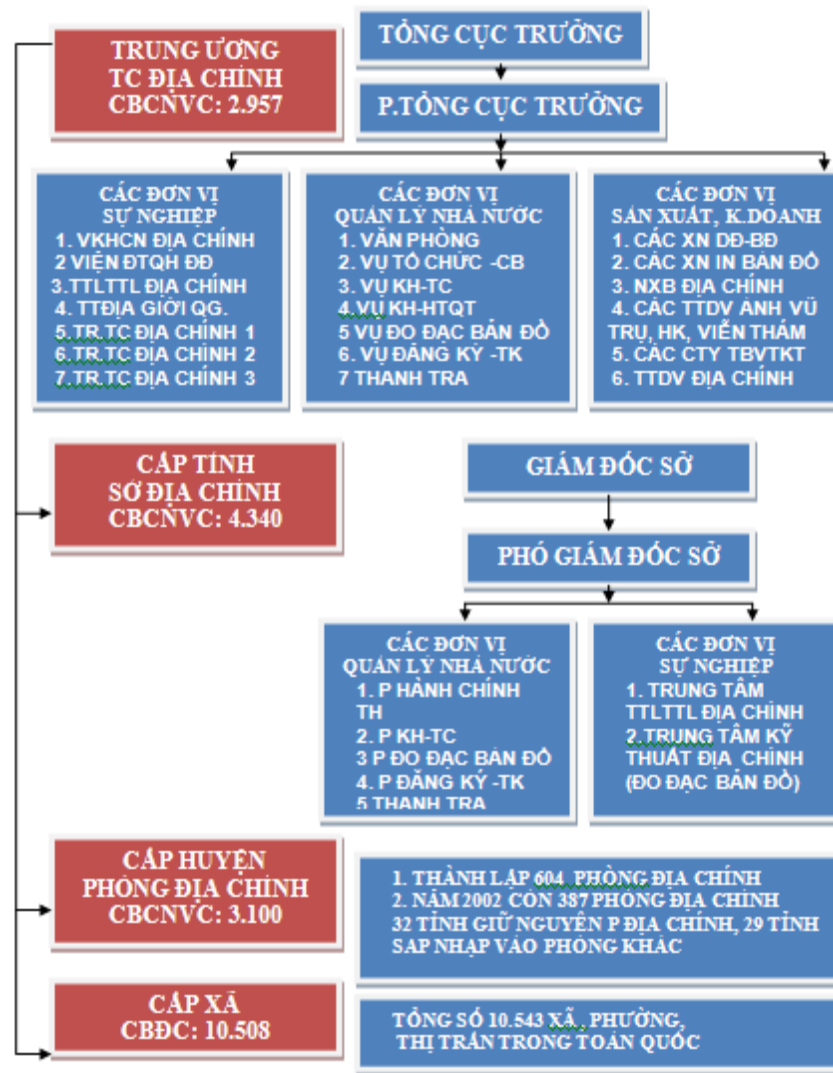 TRUNG ƯƠNG
TC ĐỊA CHÍNH
CBCNVC: 2.957
TỔNG CỤC TRƯỞNG
P.TỔNG CỤC TRƯỞNG
CÁC ĐƠN VỊ
SỰ NGHIỆP
1. VKHCN ĐỊA CHÍNH
2 VIỆN ĐTQH ĐĐ
3.TTLTTL ĐỊA CHÍNH
4. TTĐỊA GIỚI QG.
5.TR.TC ĐỊA CHÍNH 1
6.TR.TC ĐỊA CHÍNH 2
7.TR.TC ĐỊA CHÍNH 3
CÁC ĐƠN VỊ
QUẢN LÝ NHÀ NƯỚC
1. VĂN PHÒNG
2. VỤ TỔ CHỨC -CB
3. VỤ KH-TC
4.VỤ KH-HTQT
5 VỤ ĐO ĐẠC BẢN ĐỒ
6. VỤ ĐĂNG KÝ -TK
7 THANH TRA
CÁC ĐƠN VỊ
SẢN XUẤT, K.DOANH
1. CÁC XN DĐ-BĐ
2. CÁC XN IN BẢN ĐỒ
3. NXB ĐỊA CHÍNH
4. CÁC TTDV ẢNH VŨ
TRỤ, HK, VIỄN THÁM
5. CÁC CTY TBVTKT
6. TTDV ĐỊA CHÍNH
CẤP TỈNH
SỞ ĐỊA CHÍNH
CBCNVC: 4.340
GIÁM ĐỐC SỞ
PHÓ GIÁM ĐỐC SỞ
CÁC ĐƠN VỊ
QUẢN LÝ NHÀ NƯỚC
1. P HÀNH CHÍNH
TH
2. P KH-TC
3 P ĐO ĐẠC BẢN ĐỒ
4. P ĐĂNG KÝ -TK
5 THANH TRA
CÁC ĐƠN VỊ
SỰ NGHIỆP
1. TRUNG TÂM
TTLTTL ĐỊA CHÍNH
2.TRUNG TÂM KỸ
THUẬT ĐỊA CHÍNH
(ĐO ĐẠC BẢN ĐỒ)
CẤP HUYỆN
PHÒNG ĐỊA CHÍNH
CBCNVC: 3.100
1. THÀNH LẬP 604 PHÒNG ĐỊA CHÍNH
2. NĂM 2002 CÒN 387 PHÒNG ĐỊA CHÍNH
32 TỈNH GIỮ NGUYÊN P ĐỊA CHÍNH, 29 TỈNH
SAP NHẬP VÀO PHÒNG KHÁC
CẤP XÃ
CBĐC: 10.508
TỔNG SỐ 10.543 XÃ, PHƯỜNG,
THỊ TRẤN TRONG TOÀN QUỐC